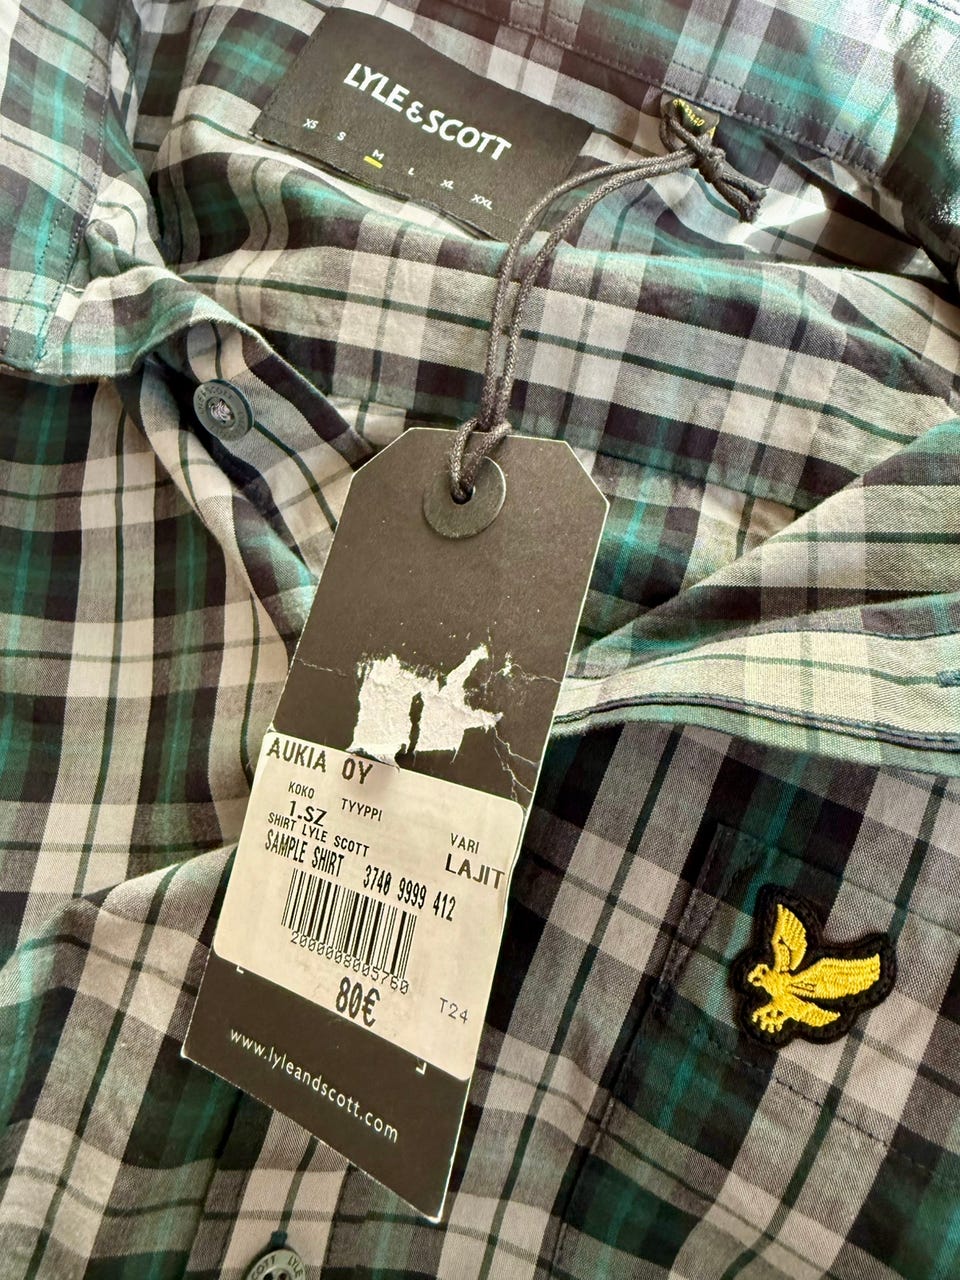 LYLE & SCOTT
XS S M L XL XXL
AUKIA OY
KOKO TYYPPI VARI
1.SZ LAJIT
SHIRT LYLE SCOTT
SAMPLE SHIRT 3740 9999 412
2000008005760
80€ T24
www.lyleandscott.com